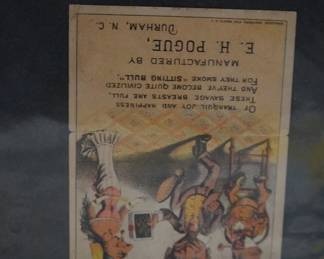 OF TRANQUIL JOY AND HAPPINESS
THESE SAVAGE BREASTS ARE FULL,
AND THEY'VE BECOME QUITE CIVILIZED
FOR THEY SMOKE "SITTING BULL".
MANUFACTURED BY
E. H. POGUE,
DURHAM, N. C.